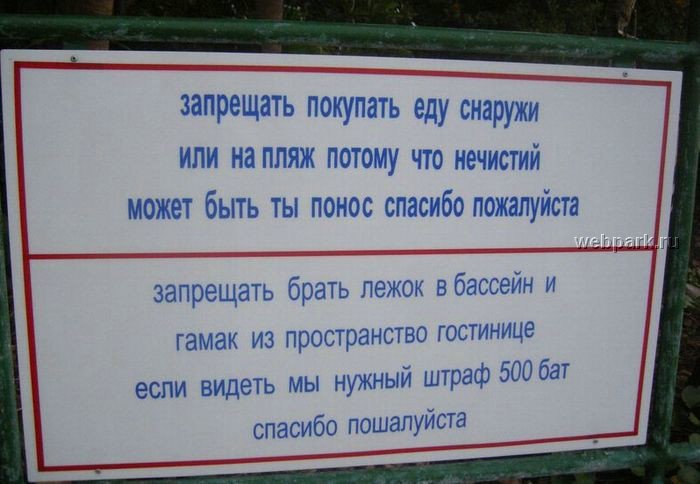 запрещать покупать еду снаружи
или на пляж потому что нечистий
может быть ты понос спасибо пожалуйста
webpark.ru
запрещать брать лежок в бассейн и
гамак из пространство гостинице
если видеть мы нужный штраф 500 бат
спасибо пошалуйста